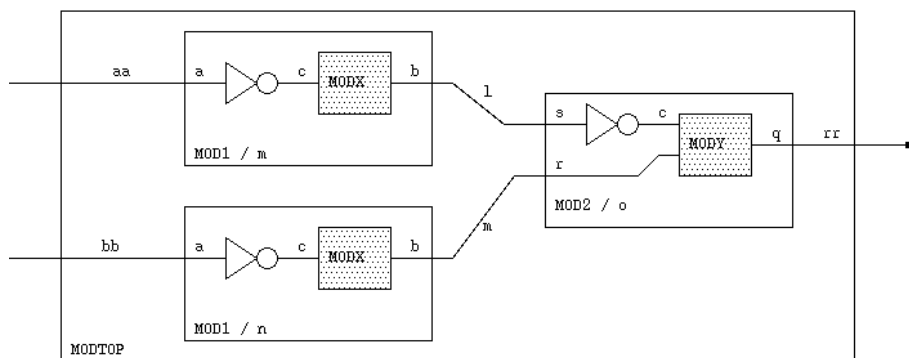 aa
a
c
MODX
b
l
MOD1 / m
s
c
MODY
q
rr
r
MOD2 / o
bb
a
c
MODX
b
m
MOD1 / n
MODTOP